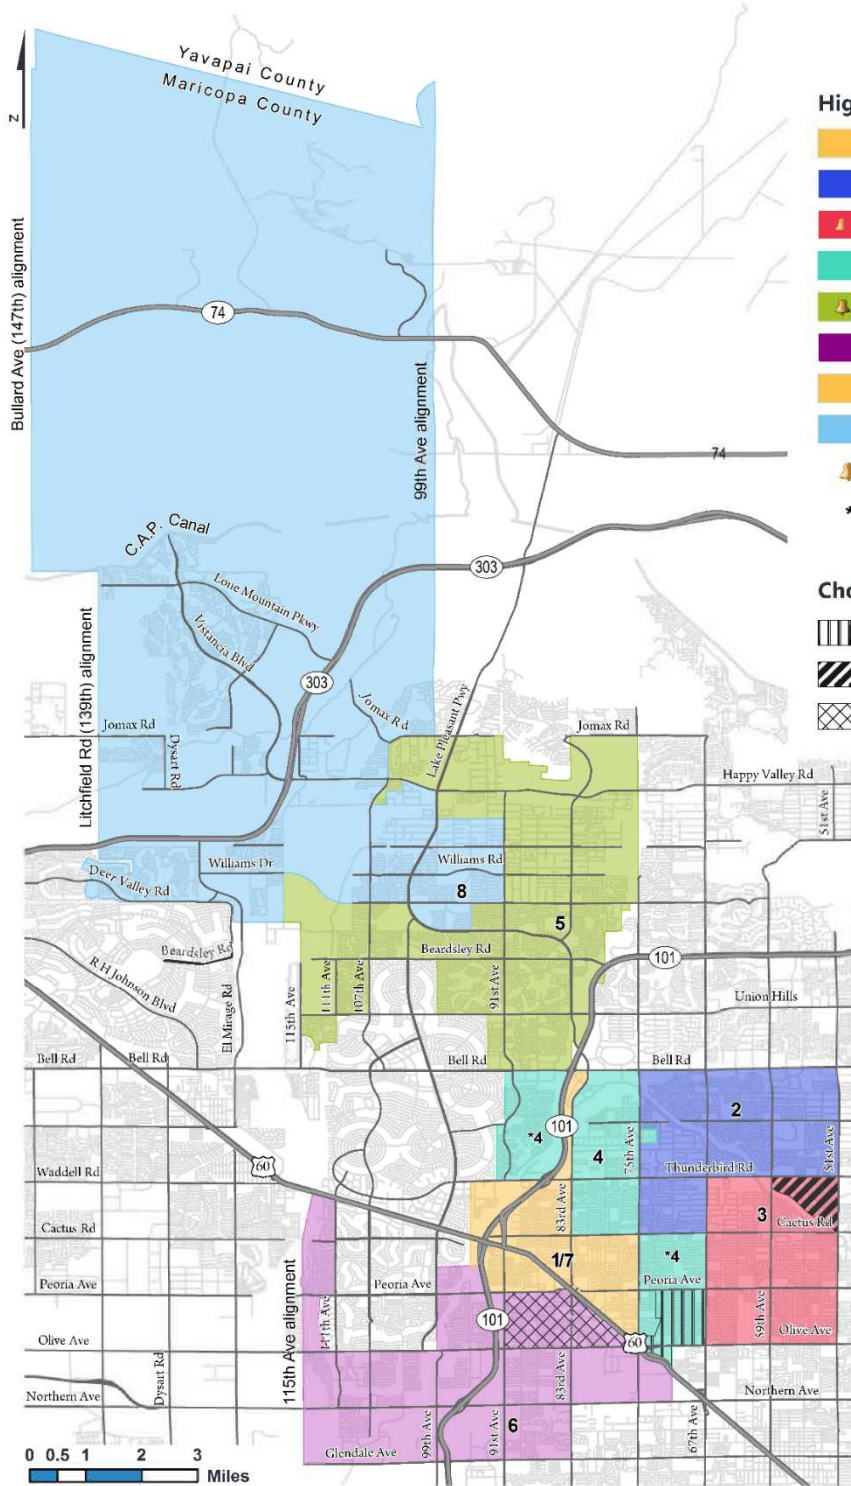 Yavapai County
Maricopa County
Z
Hig
Bullard Ave (147th) alignment
74
99th Ave alignment
74
*
C.A.P. Canal
303
Lone Mountain Pkwy
Cho
Vistancia Blvd
303
Litchfield Rd (139th) alignment
Jomax Rd
Jomax Rd
Lake Pleasant Pwy
Jomax Rd
Dysart Rd
Happy Valley Rd
51st Ave
Williams Dr
Williams Rd
Deer Valley Rd
8
5
Beardsley Rd
Beardsley Rd
101
R H Johnson Blvd
El Mirage Rd
115th Ave
111th Ave
107th Ave
91st Ave
Union Hills
Bell Rd
Bell Rd
Bell Rd
Bell Rd
2
101
*4
4
75th Ave
51st Ave
Waddell Rd
60
Thunderbird Rd
Cactus Rd
83rd Ave
3
Cactus Rd
1/7
*4
Peoria Ave
Peoria Ave
Peoria Ave
115th Ave alignment
111th Ave
101
59th Ave
Olive Ave
60
Olive Ave
Dysart Rd
83rd Ave
Northern Ave
Northern Ave
99th Ave
91st Ave
6
67th Ave
Glendale Ave
0 0.5 1 2 3
Miles